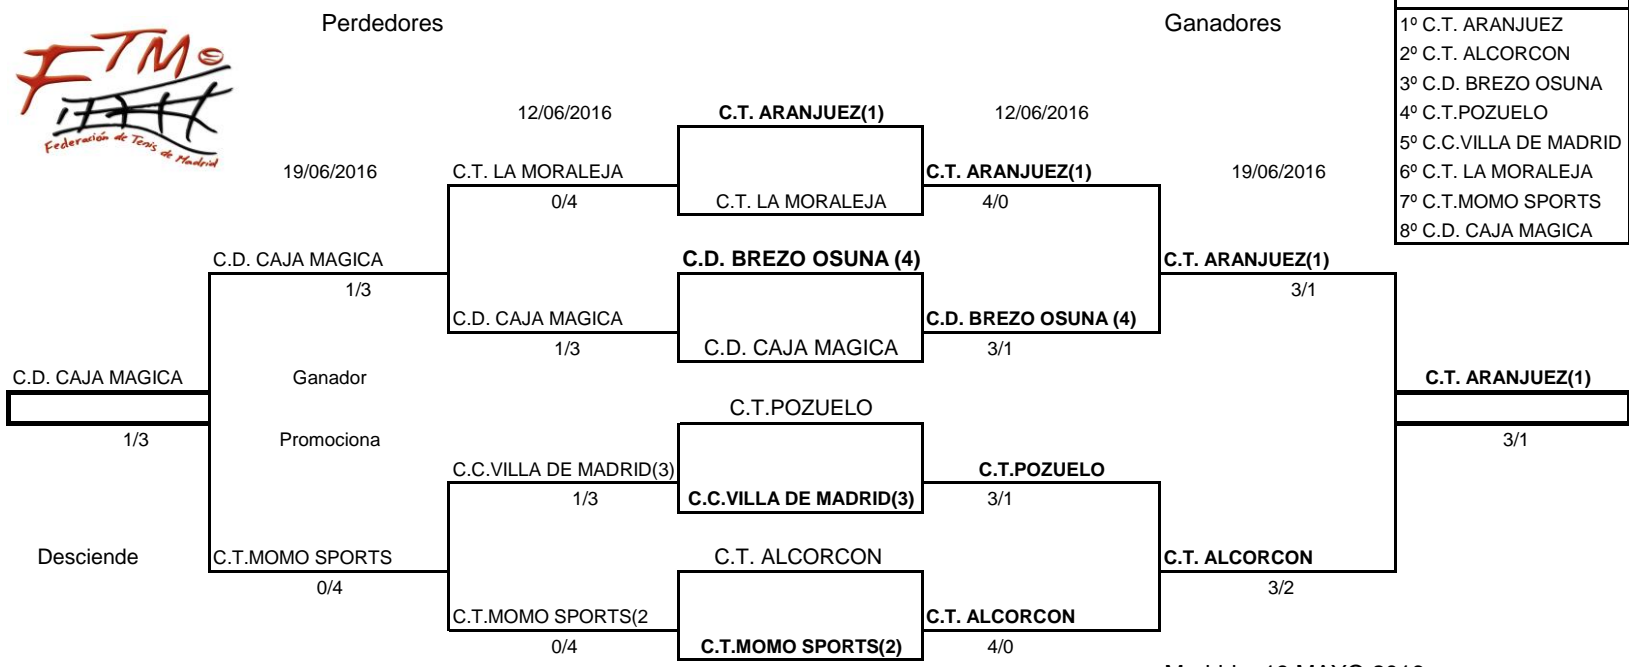 Perdedores
Ganadores
1º C.T. ARANJUEZ
2º C.T. ALCORCON
3º C.D. BREZO OSUNA
4º C.T.POZUELO
5º C.C.VILLA DE MADRID
6º C.T. LA MORALEJA
7º C.T.MOMO SPORTS
8º C.D. CAJA MAGICA
FTM
Federación de Tenis de Madrid
12/06/2016
C.T. ARANJUEZ(1)
12/06/2016
19/06/2016
C.T. LA MORALEJA
C.T. ARANJUEZ(1)
19/06/2016
0/4
C.T. LA MORALEJA
4/0
C.D. CAJA MAGICA
C.D. BREZO OSUNA (4)
C.T. ARANJUEZ(1)
1/3
3/1
C.D. CAJA MAGICA
C.D. BREZO OSUNA (4)
1/3
C.D. CAJA MAGICA
3/1
C.D. CAJA MAGICA
Ganador
C.T. ARANJUEZ(1)
C.T.POZUELO
1/3
Promociona
3/1
C.C.VILLA DE MADRID(3)
C.T.POZUELO
1/3
C.C.VILLA DE MADRID(3)
3/1
Desciende
C.T.MOMO SPORTS
C.T. ALCORCON
C.T. ALCORCON
0/4
3/2
C.T.MOMO SPORTS(2
C.T. ALCORCON
0/4
C.T.MOMO SPORTS(2)
4/0